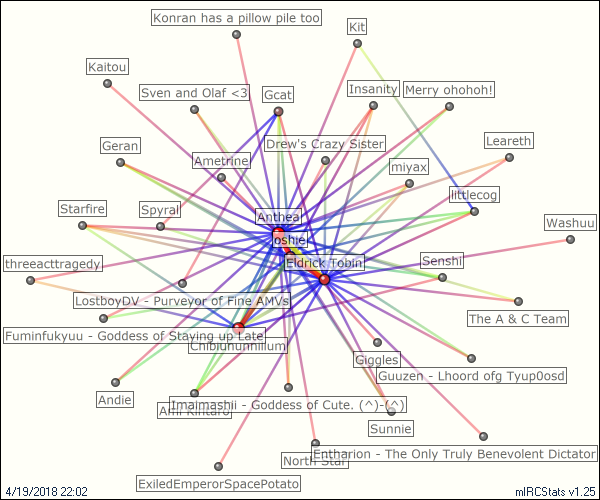 Konran has a pillow pile too
Kit
Kaitou
Sven and Olaf <3
Gcat
Insanity
Merry ohohoh!
Geran
Drew's Crazy Sister
Leareth
Ametrine
miyax
littlecog
Starfire
Spyral
Anthea
Washuu
Joshie
threeacttragedy
Eldrick Tobin
Senshi
LostboyDV - Purveyor of Fine AMVs
The A & C Team
Fuminfukyuu - Goddess of Staying up Late
Chibiuhumillum
Giggles
Guuzen - Lhoord ofg Tyup0osd
Andie
Ami Kintaro
Imaimashii - Goddess of Cute. (^)-(^)
Sunnie
North Star
Entharion - The Only Truly Benevolent Dictator
ExiledEmperorSpacePotato
4/19/2018 22:02
mIRCStats v1.25